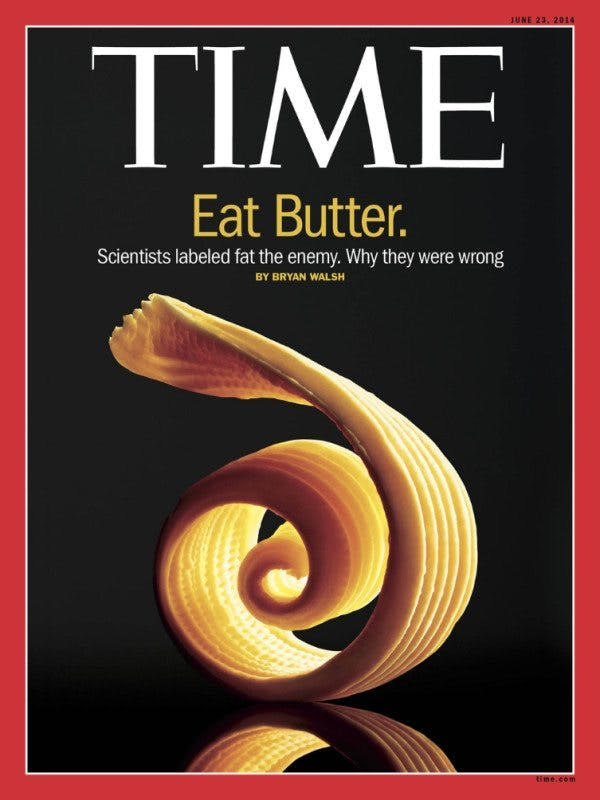 JUNE 23, 2014
TIME
Eat Butter.
Scientists labeled fat the enemy. Why they were wrong
BY BRYAN WALSH
time.com